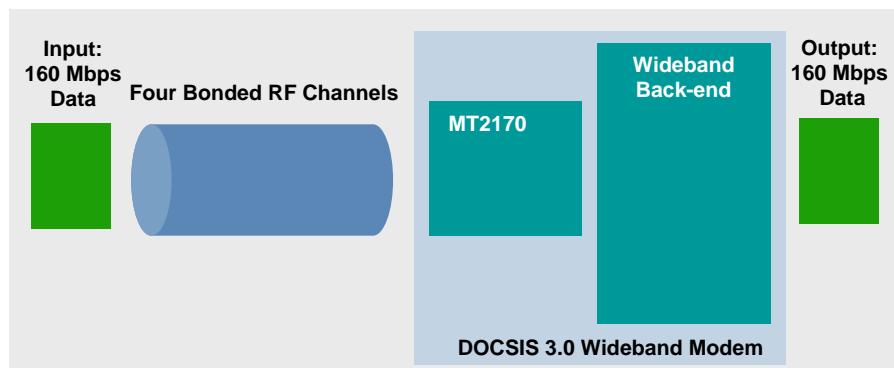 Input:
160 Mbps
Data
Four Bonded RF Channels
MT2170
Wideband
Back-end
Output:
160 Mbps
Data
DOCSIS 3.0 Wideband Modem